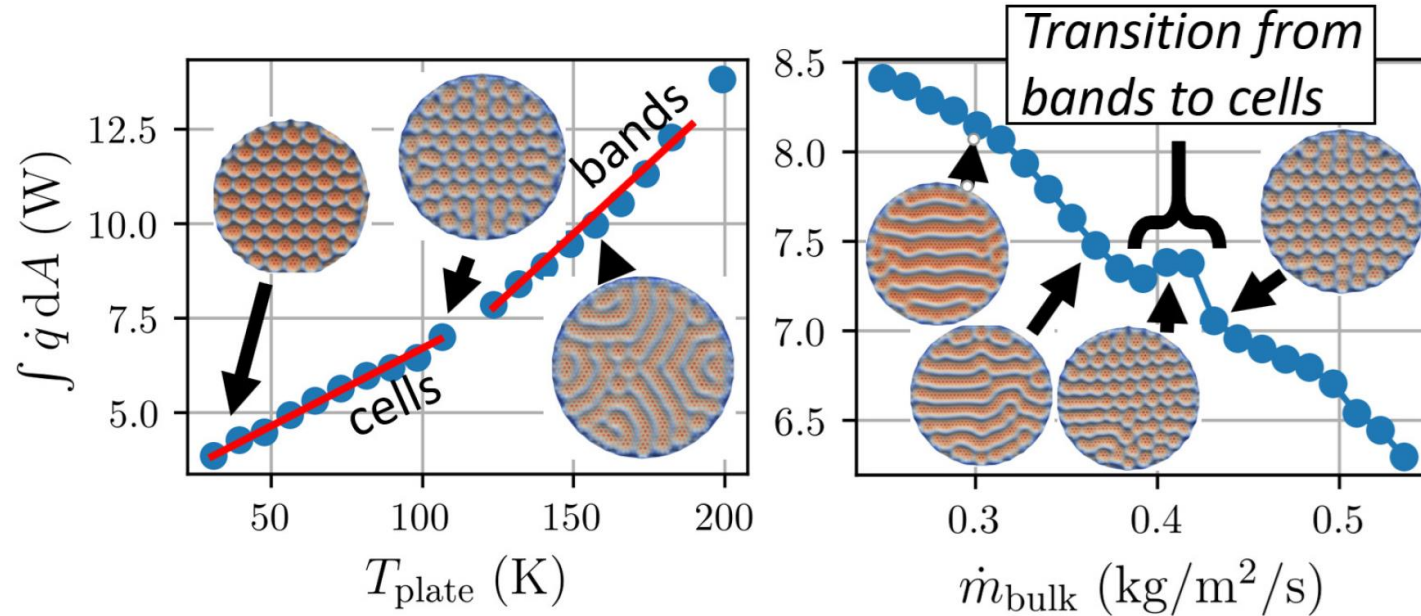 Transition from
bands to cells
12.5
10.0
7.5
5.0
∫ q̇ dA (W)
bands
cells
50
100
150
200
T_plate (K)
8.5
8.0
7.5
7.0
6.5
0.3
0.4
0.5
ṁ_bulk (kg/m²/s)